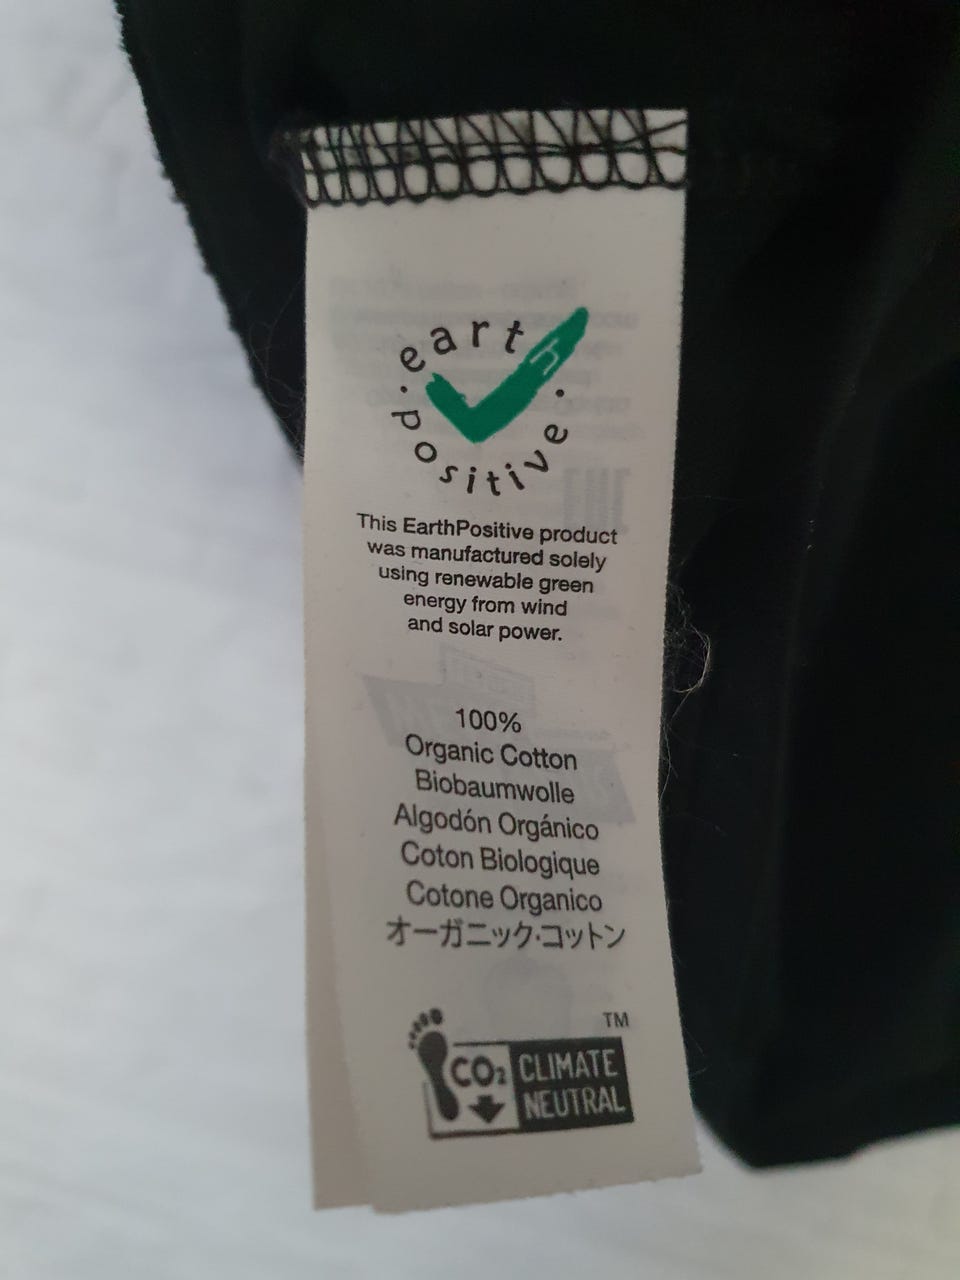 earth
positive
This EarthPositive product
was manufactured solely
using renewable green
energy from wind
and solar power.
100%
Organic Cotton
Biobaumwolle
Algodón Orgánico
Coton Biologique
Cotone Organico
オーガニック·コットン
TM
CO₂ CLIMATE
NEUTRAL